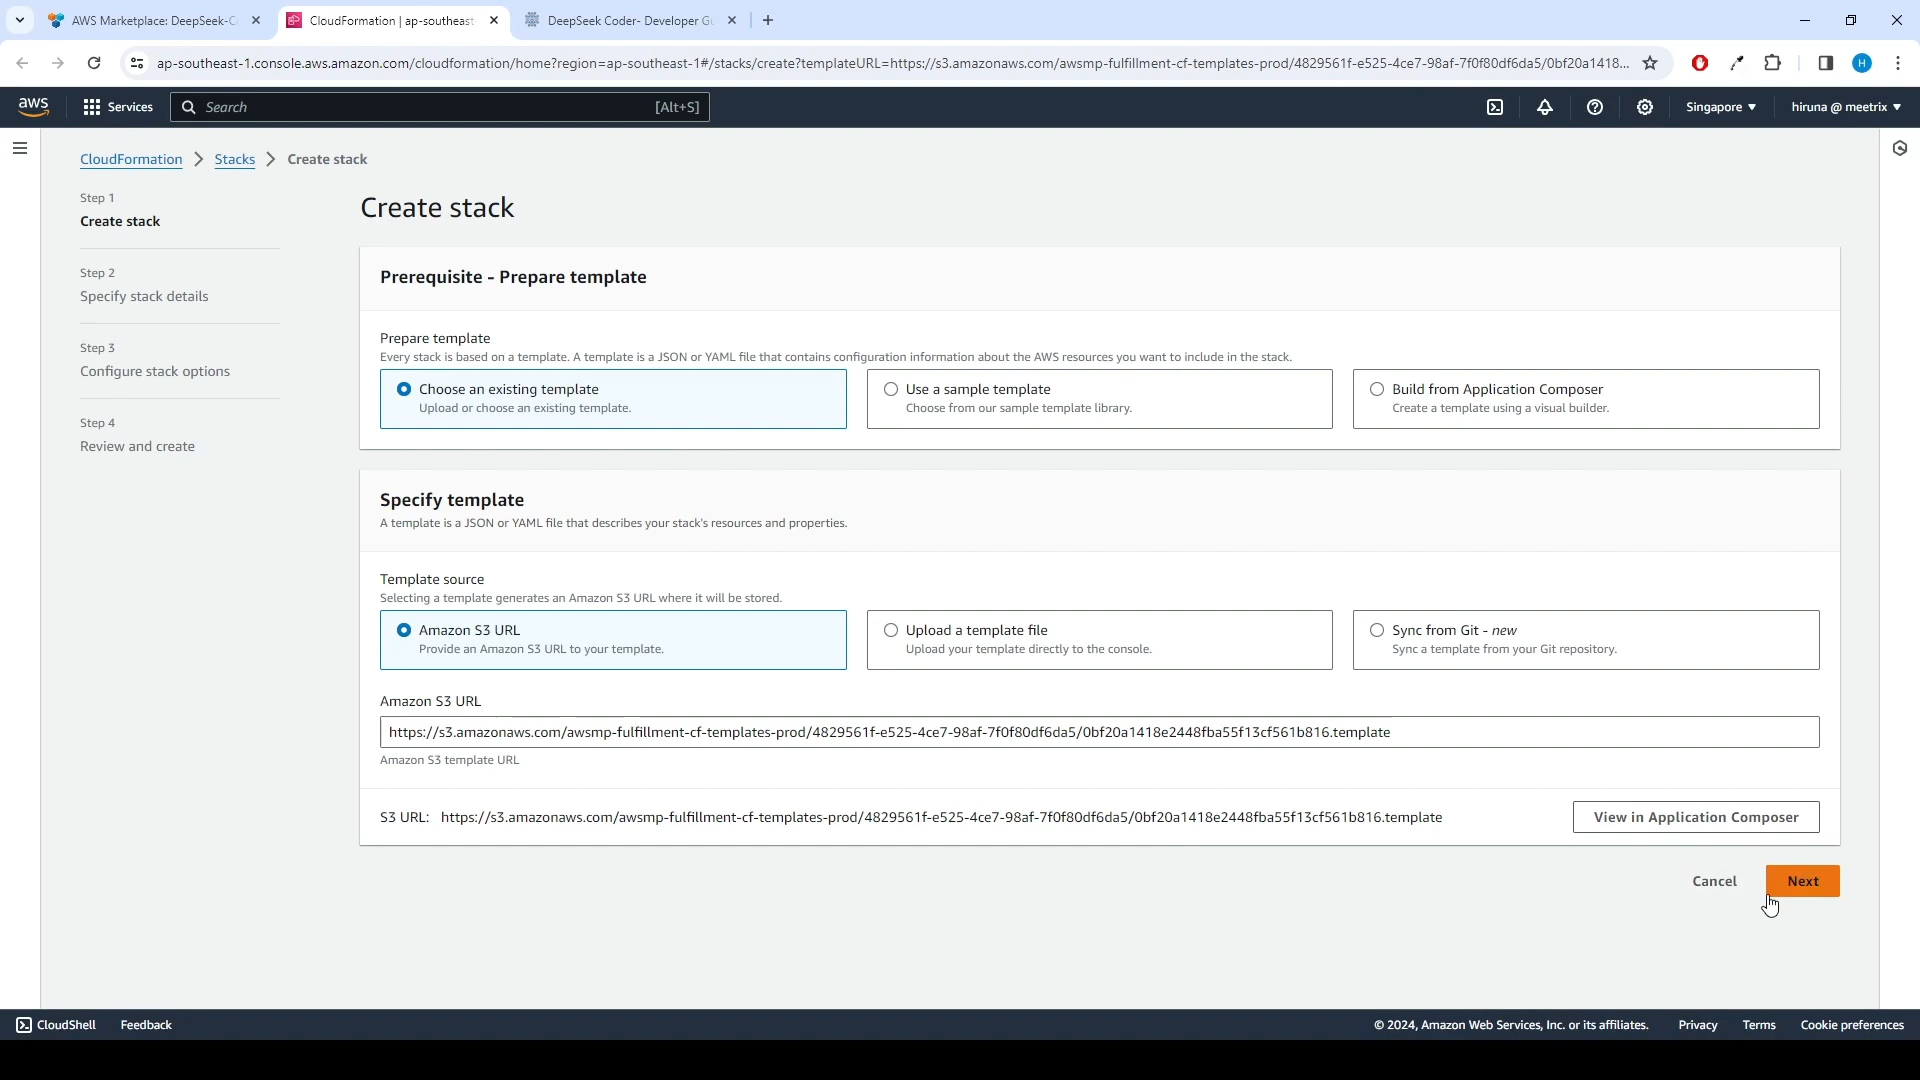 AWS Marketplace: DeepSeek-C
CloudFormation | ap-southeast
DeepSeek Coder- Developer Gu
ap-southeast-1.console.aws.amazon.com/cloudformation/home?region=ap-southeast-1#/stacks/create?templateURL=https://s3.amazonaws.com/awsmp-fulfillment-cf-templates-prod/4829561f-e525-4ce7-98af-7f0f80df6da5/0bf20a1418...
H
aws
Services
Search
[Alt+S]
Singapore
hiruna @ meetrix
CloudFormation > Stacks > Create stack
Step 1
Create stack
Step 2
Specify stack details
Step 3
Configure stack options
Step 4
Review and create
Create stack
Prerequisite - Prepare template
Prepare template
Every stack is based on a template. A template is a JSON or YAML file that contains configuration information about the AWS resources you want to include in the stack.
Choose an existing template
Upload or choose an existing template.
Use a sample template
Choose from our sample template library.
Build from Application Composer
Create a template using a visual builder.
Specify template
A template is a JSON or YAML file that describes your stack's resources and properties.
Template source
Selecting a template generates an Amazon S3 URL where it will be stored.
Amazon S3 URL
Provide an Amazon S3 URL to your template.
Upload a template file
Upload your template directly to the console.
Sync from Git - new
Sync a template from your Git repository.
Amazon S3 URL
https://s3.amazonaws.com/awsmp-fulfillment-cf-templates-prod/4829561f-e525-4ce7-98af-7f0f80df6da5/0bf20a1418e2448fba55f13cf561b816.template
Amazon S3 template URL
S3 URL: https://s3.amazonaws.com/awsmp-fulfillment-cf-templates-prod/4829561f-e525-4ce7-98af-7f0f80df6da5/0bf20a1418e2448fba55f13cf561b816.template
View in Application Composer
Cancel
Next
CloudShell
Feedback
© 2024, Amazon Web Services, Inc. or its affiliates.
Privacy
Terms
Cookie preferences